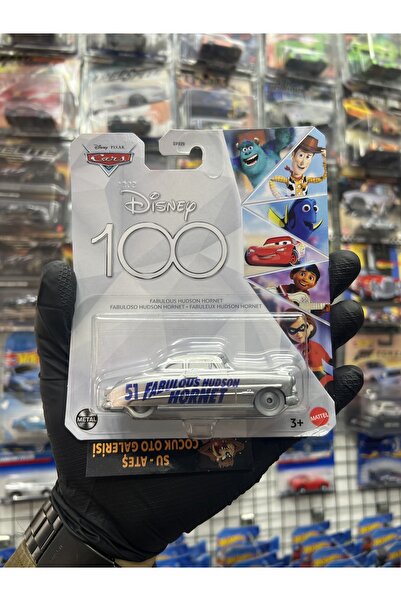 DISNEY · PIXAR
Cars
Disney
100
FABULOUS HUDSON HORNET
FABULOSO HUDSON HORNET • FABULEUX HUDSON HORNET
51 FABULOUS HUDSON
HORNET
METAL
MATTEL
3+
SU - ATEŞ
ÇOCUK OTO GALERİSİ